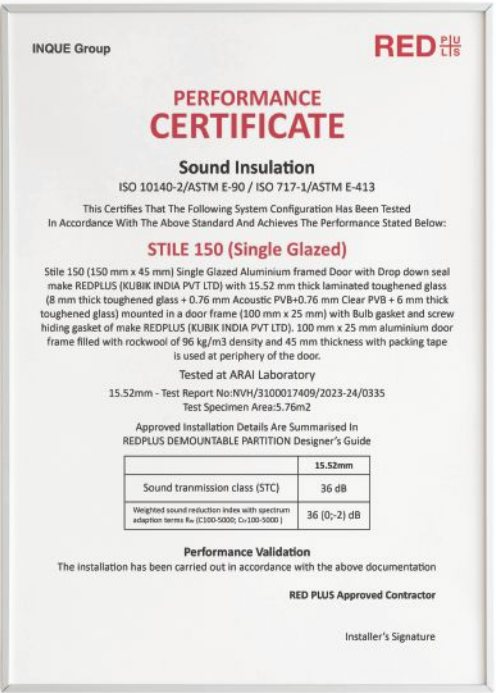 INQUE Group
RED PLUS
PERFORMANCE
CERTIFICATE
Sound Insulation
ISO 10140-2/ASTM E-90 / ISO 717-1/ASTM E-413
This Certifies That The Following System Configuration Has Been Tested
In Accordance With The Above Standard And Achieves The Performance Stated Below:
STILE 150 (Single Glazed)
Stile 150 (150 mm x 45 mm) Single Glazed Aluminium framed Door with Drop down seal
make REDPLUS (KUBIK INDIA PVT LTD) with 15.52 mm thick laminated toughened glass
(8 mm thick toughened glass + 0.76 mm Acoustic PVB+0.76 mm Clear PVB + 6 mm thick
toughened glass) mounted in a door frame (100 mm x 25 mm) with Bulb gasket and screw
hiding gasket of make REDPLUS (KUBIK INDIA PVT LTD). 100 mm x 25 mm aluminium door
frame filled with rockwool of 96 kg/m3 density and 45 mm thickness with packing tape
is used at periphery of the door.
Tested at ARAI Laboratory
15.52mm - Test Report No:NVH/3100017409/2023-24/0335
Test Specimen Area:5.76m2
Approved Installation Details Are Summarised In
REDPLUS DEMOUNTABLE PARTITION Designer's Guide
15.52mm
Sound tranmission class (STC) 36 dB
Weighted sound reduction index with spectrum
adaption terms Rw (C100-5000; Ctr100-5000 ) 36 (0;-2) dB
Performance Validation
The installation has been carried out in accordance with the above documentation
RED PLUS Approved Contractor
Installer's Signature